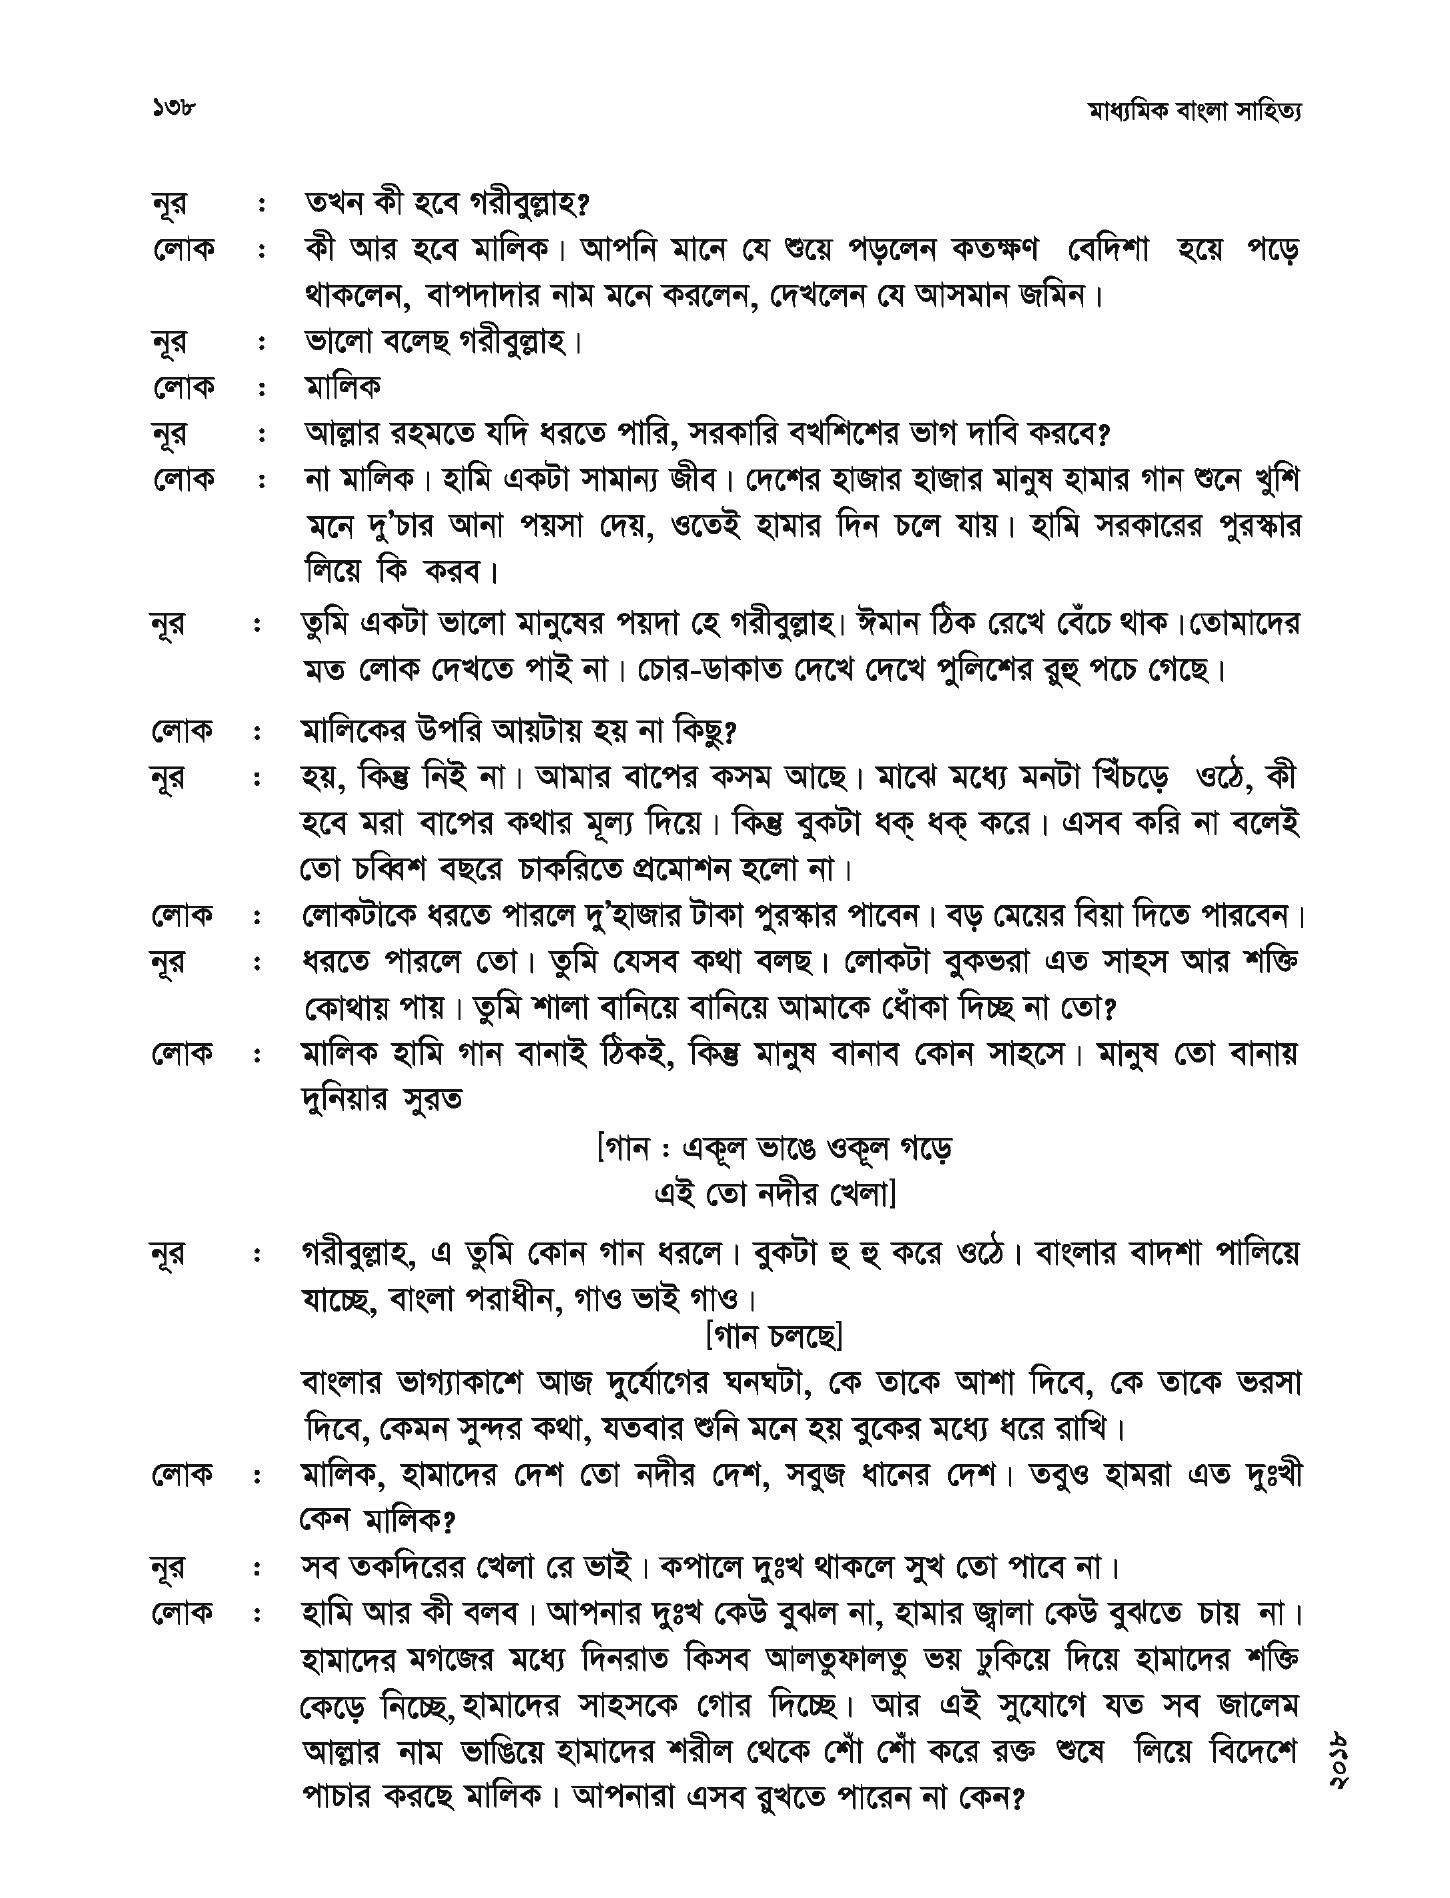 ১৩৮ মাধ্যমিক বাংলা সাহিত্য
নূর : তখন কী হবে গরীবুল্লাহ?
লোক : কী আর হবে মালিক। আপনি মানে যে শুয়ে পড়লেন কতক্ষণ বেদিশা হয়ে পড়ে
থাকলেন, বাপদাদার নাম মনে করলেন, দেখলেন যে আসমান জমিন।
নূর : ভালো বলেছ গরীবুল্লাহ।
লোক : মালিক
নূর : আল্লার রহমতে যদি ধরতে পারি, সরকারি বখশিশের ভাগ দাবি করবে?
লোক : না মালিক। হামি একটা সামান্য জীব। দেশের হাজার হাজার মানুষ হামার গান শুনে খুশি
মনে দু’চার আনা পয়সা দেয়, ওতেই হামার দিন চলে যায়। হামি সরকারের পুরস্কার
লিয়ে কি করব।
নূর : তুমি একটা ভালো মানুষের পয়দা হে গরীবুল্লাহ। ঈমান ঠিক রেখে বেঁচে থাক।তোমাদের
মত লোক দেখতে পাই না। চোর-ডাকাত দেখে দেখে পুলিশের রুহু পচে গেছে।
লোক : মালিকের উপরি আয়টায় হয় না কিছু?
নূর : হয়, কিন্তু নিই না। আমার বাপের কসম আছে। মাঝে মধ্যে মনটা খিঁচড়ে ওঠে, কী
হবে মরা বাপের কথার মূল্য দিয়ে। কিন্তু বুকটা ধক্ ধক্ করে। এসব করি না বলেই
তো চব্বিশ বছরে চাকরিতে প্রমোশন হলো না।
লোক : লোকটাকে ধরতে পারলে দু’হাজার টাকা পুরস্কার পাবেন। বড় মেয়ের বিয়া দিতে পারবেন।
নূর : ধরতে পারলে তো। তুমি যেসব কথা বলছ। লোকটা বুকভরা এত সাহস আর শক্তি
কোথায় পায়। তুমি শালা বানিয়ে বানিয়ে আমাকে ধোঁকা দিচ্ছ না তো?
লোক : মালিক হামি গান বানাই ঠিকই, কিন্তু মানুষ বানাব কোন সাহসে। মানুষ তো বানায়
দুনিয়ার সুরত
[গান : একূল ভাঙে ওকূল গড়ে
এই তো নদীর খেলা]
নূর : গরীবুল্লাহ, এ তুমি কোন গান ধরলে। বুকটা হু হু করে ওঠে। বাংলার বাদশা পালিয়ে
যাচ্ছে, বাংলা পরাধীন, গাও ভাই গাও।
[গান চলছে]
বাংলার ভাগ্যাকাশে আজ দুর্যোগের ঘনঘটা, কে তাকে আশা দিবে, কে তাকে ভরসা
দিবে, কেমন সুন্দর কথা, যতবার শুনি মনে হয় বুকের মধ্যে ধরে রাখি।
লোক : মালিক, হামাদের দেশ তো নদীর দেশ, সবুজ ধানের দেশ। তবুও হামরা এত দুঃখী
কেন মালিক?
নূর : সব তকদিরের খেলা রে ভাই। কপালে দুঃখ থাকলে সুখ তো পাবে না।
লোক : হামি আর কী বলব। আপনার দুঃখ কেউ বুঝল না, হামার জ্বালা কেউ বুঝতে চায় না।
হামাদের মগজের মধ্যে দিনরাত কিসব আলতুফালতু ভয় ঢুকিয়ে দিয়ে হামাদের শক্তি
কেড়ে নিচ্ছে,হামাদের সাহসকে গোর দিচ্ছে। আর এই সুযোগে যত সব জালেম
আল্লার নাম ভাঙিয়ে হামাদের শরীল থেকে শোঁ শোঁ করে রক্ত শুষে লিয়ে বিদেশে
পাচার করছে মালিক। আপনারা এসব রুখতে পারেন না কেন?
২০১৮